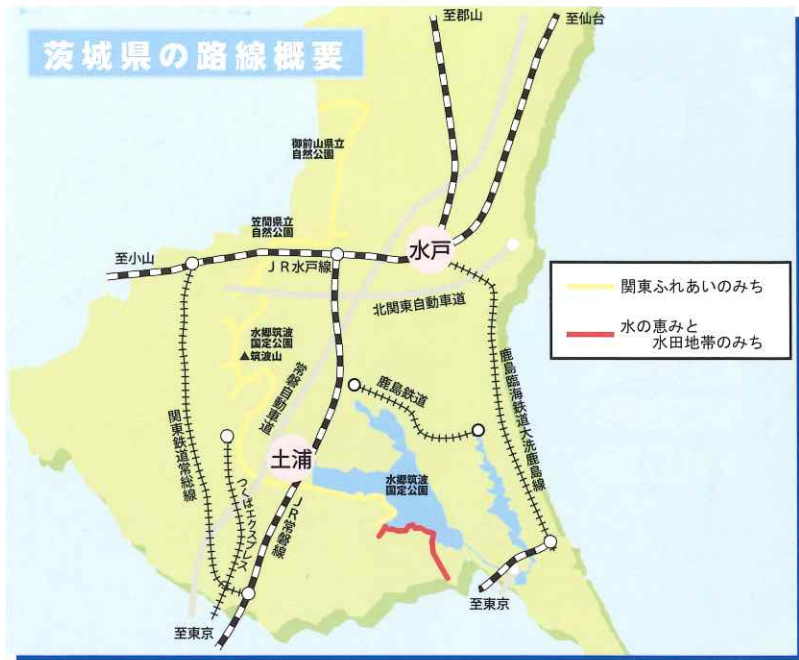 茨城県の路線概要
至郡山
至仙台
御前山県立
自然公園
笠間県立
自然公園
至小山
水戸
JR水戸線
北関東自動車道
関東ふれあいのみち
水の恵みと
水田地帯のみち
水郷筑波
国定公園
▲筑波山
常磐自動車道
鹿島鉄道
鹿島臨海鉄道大洗鹿島線
関東鉄道常総線
土浦
水郷筑波
国定公園
つくばエクスプレス
JR常磐線
至東京
至東京